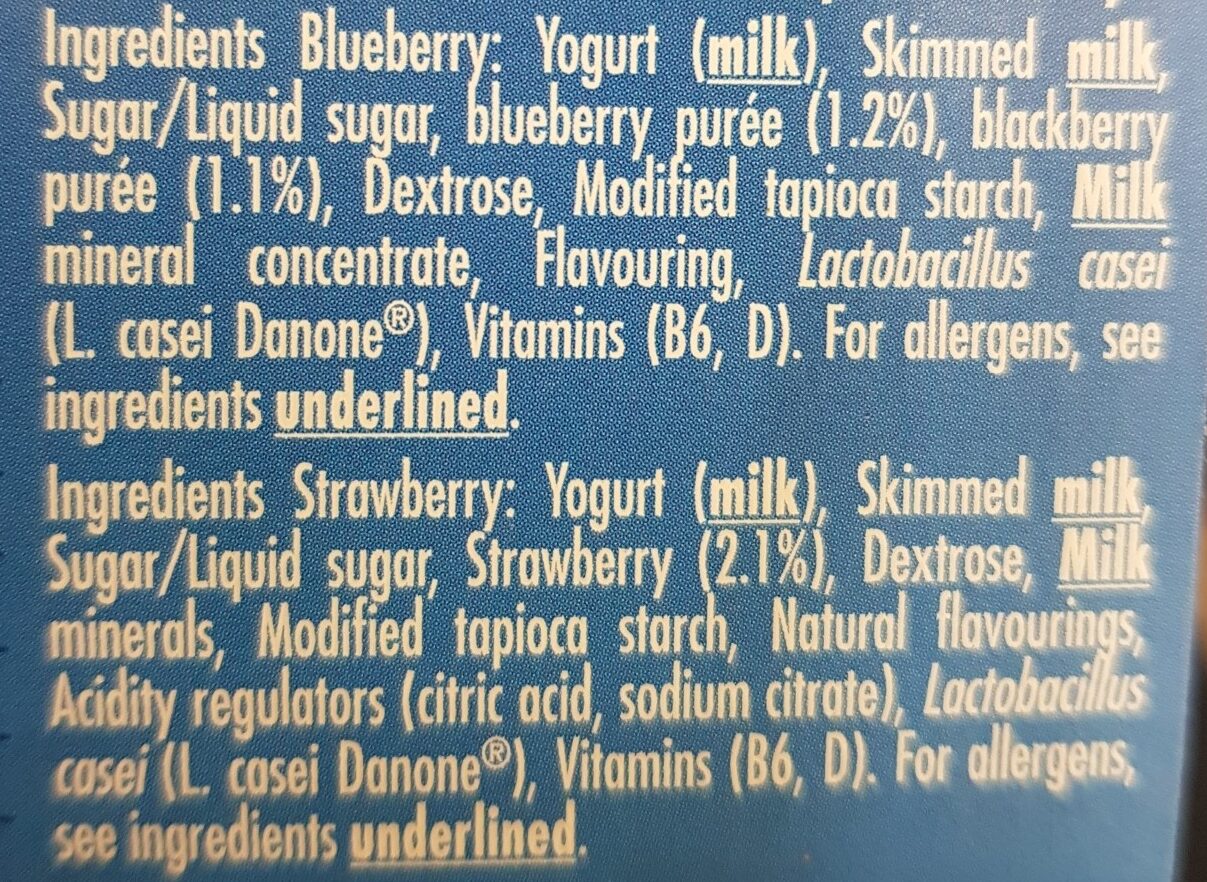 Ingredients Blueberry: Yogurt (milk), Skimmed milk,
Sugar/Liquid sugar, blueberry purée (1.2%), blackberry
purée (1.1%), Dextrose, Modified tapioca starch, Milk
mineral concentrate, Flavouring, Lactobacillus casei
(L. casei Danone®), Vitamins (B6, D). For allergens, see
ingredients underlined.
Ingredients Strawberry: Yogurt (milk), Skimmed milk,
Sugar/Liquid sugar, Strawberry (2.1%), Dextrose, Milk
minerals, Modified tapioca starch, Natural flavourings,
Acidity regulators (citric acid, sodium citrate), Lactobacillus
casei (L. casei Danone®), Vitamins (B6, D). For allergens,
see ingredients underlined.